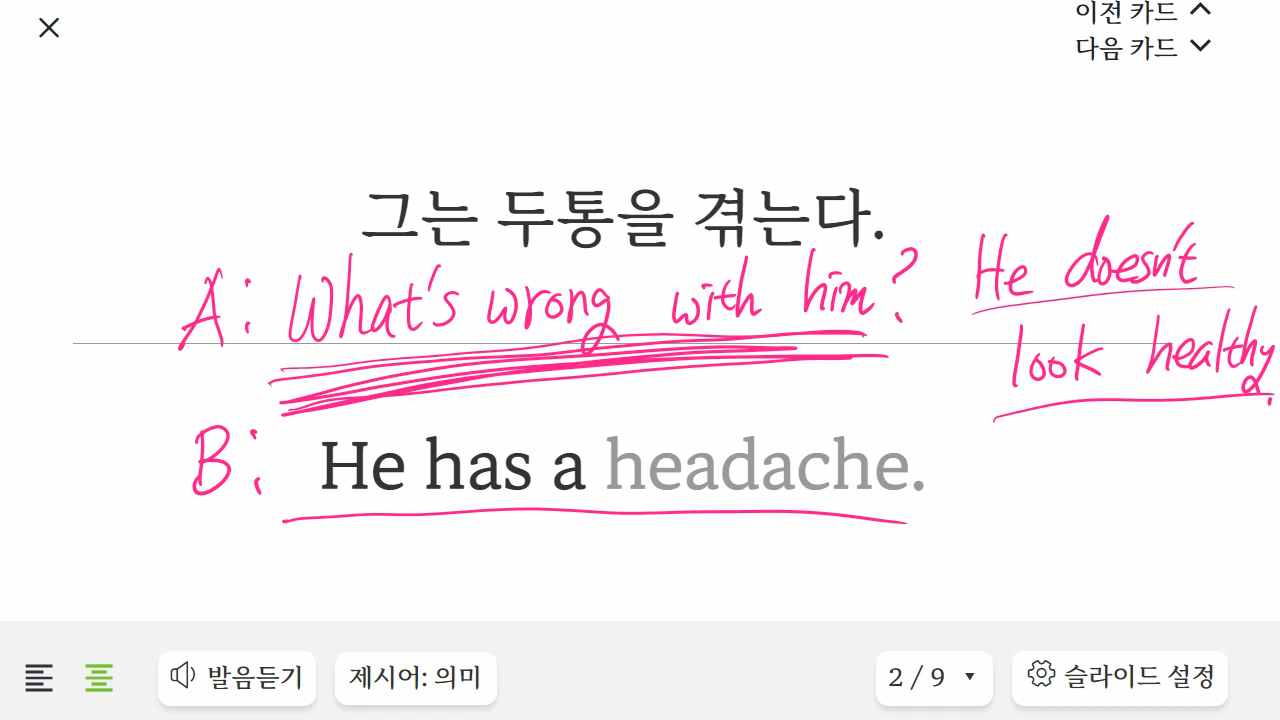 이전 카드
다음 카드
그는 두통을 겪는다.
A: What's wrong with him? He doesn't
look healthy.
B: He has a headache.
발음듣기
제시어: 의미
2 / 9
슬라이드 설정